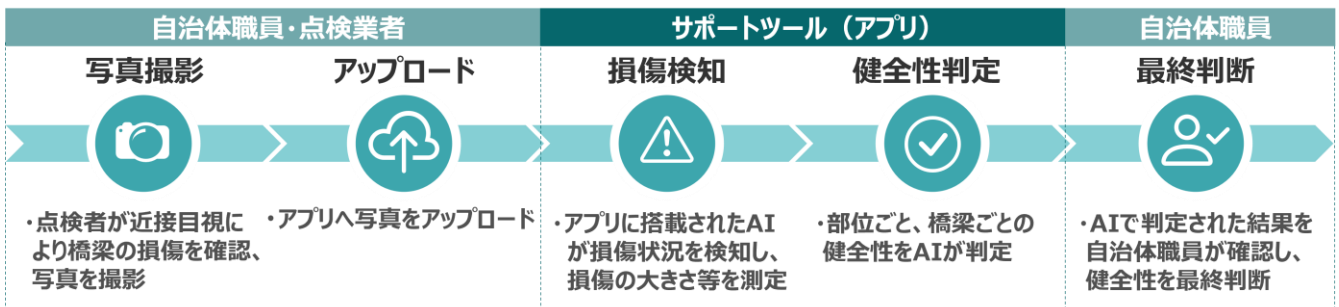 自治体職員・点検業者
サポートツール（アプリ）
自治体職員
写真撮影
アップロード
損傷検知
健全性判定
最終判断
・点検者が近接目視に
より橋梁の損傷を確認、
写真を撮影
・アプリへ写真をアップロード
・アプリに搭載されたAI
が損傷状況を検知し、
損傷の大きさ等を測定
・部位ごと、橋梁ごとの
健全性をAIが判定
・AIで判定された結果を
自治体職員が確認し、
健全性を最終判断